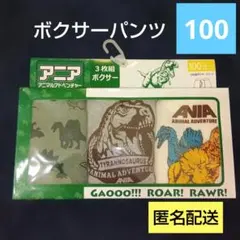 ボクサーパンツ
100
アニア
アニマルアドベンチャー
3枚組
ボクサー
100
TYRANNOSAURUS
ANIMAL ADVENTURE
ANIA
ANIMAL ADVENTURE
GAOOO!!! ROAR! RAWR!
匿名配送